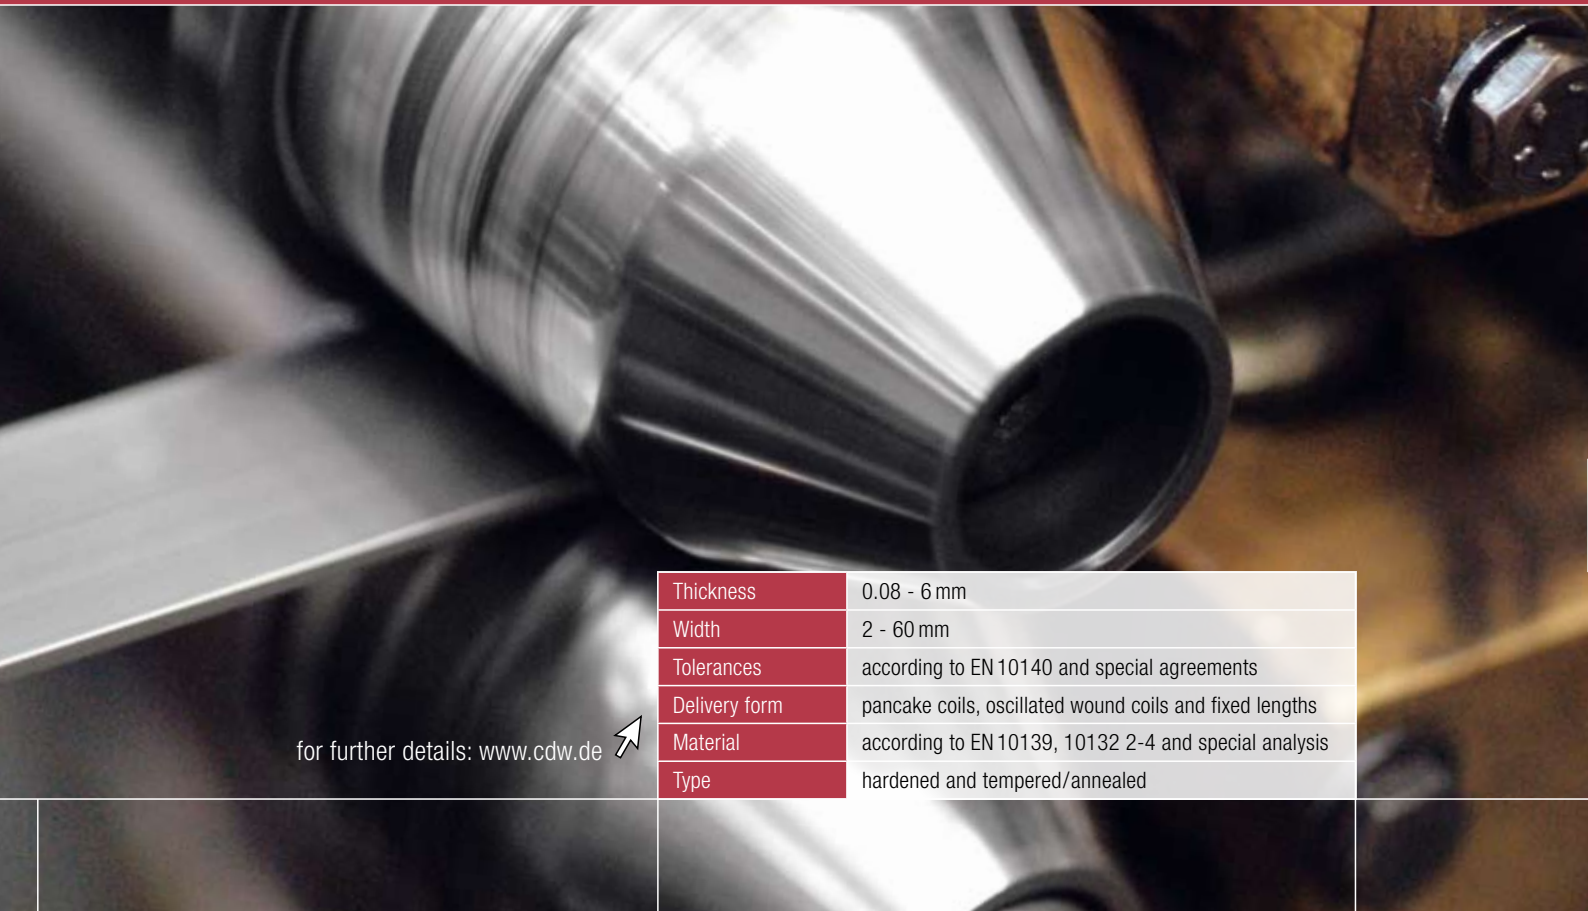 Thickness 0.08 - 6 mm
Width 2 - 60 mm
Tolerances according to EN 10140 and special agreements
Delivery form pancake coils, oscillated wound coils and fixed lengths
Material according to EN 10139, 10132 2-4 and special analysis
Type hardened and tempered/annealed
for further details: www.cdw.de